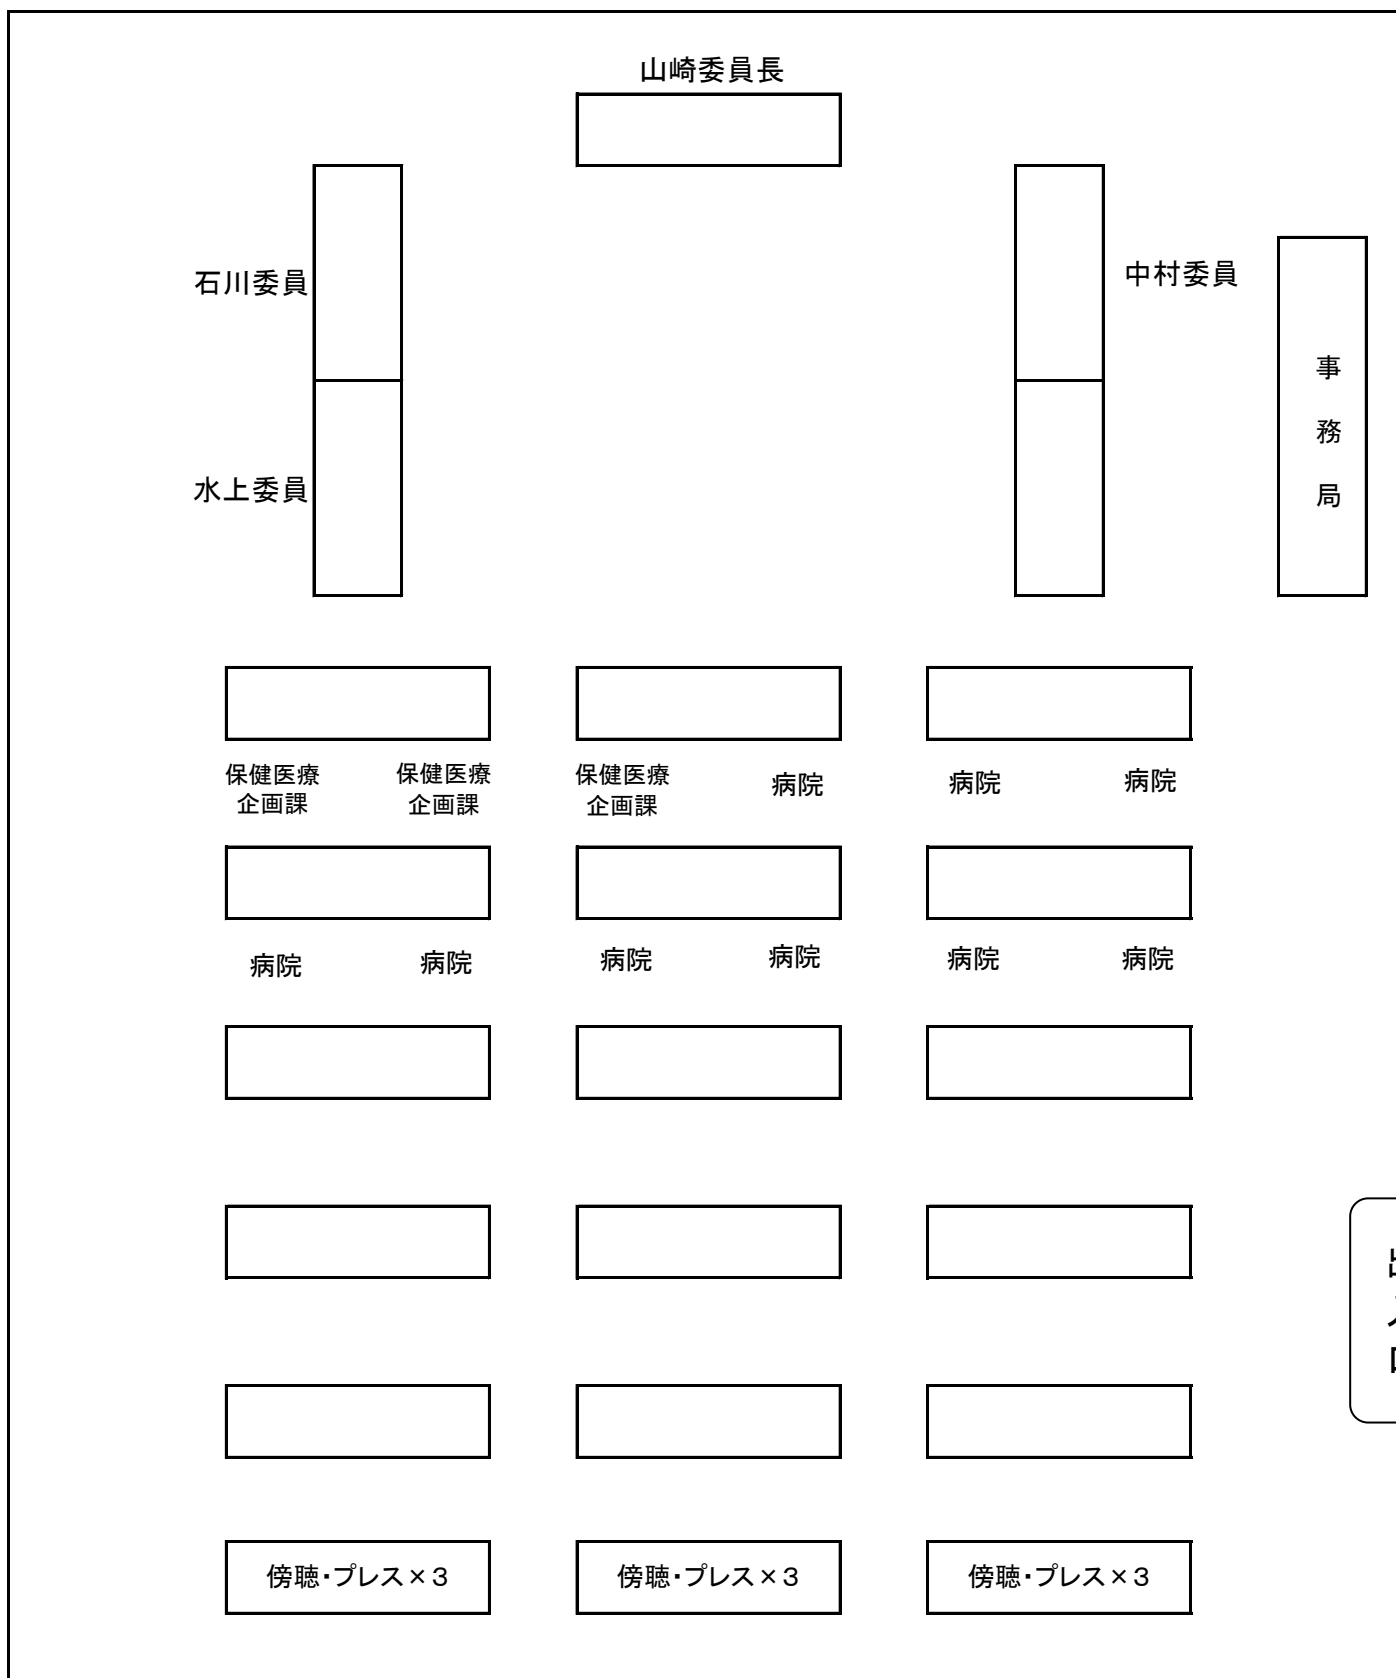 山崎委員長
石川委員
中村委員
事務局
水上委員
保健医療
企画課
保健医療
企画課
保健医療
企画課
病院
病院
病院
病院
病院
病院
病院
病院
病院
傍聴・プレス×３
傍聴・プレス×３
傍聴・プレス×３